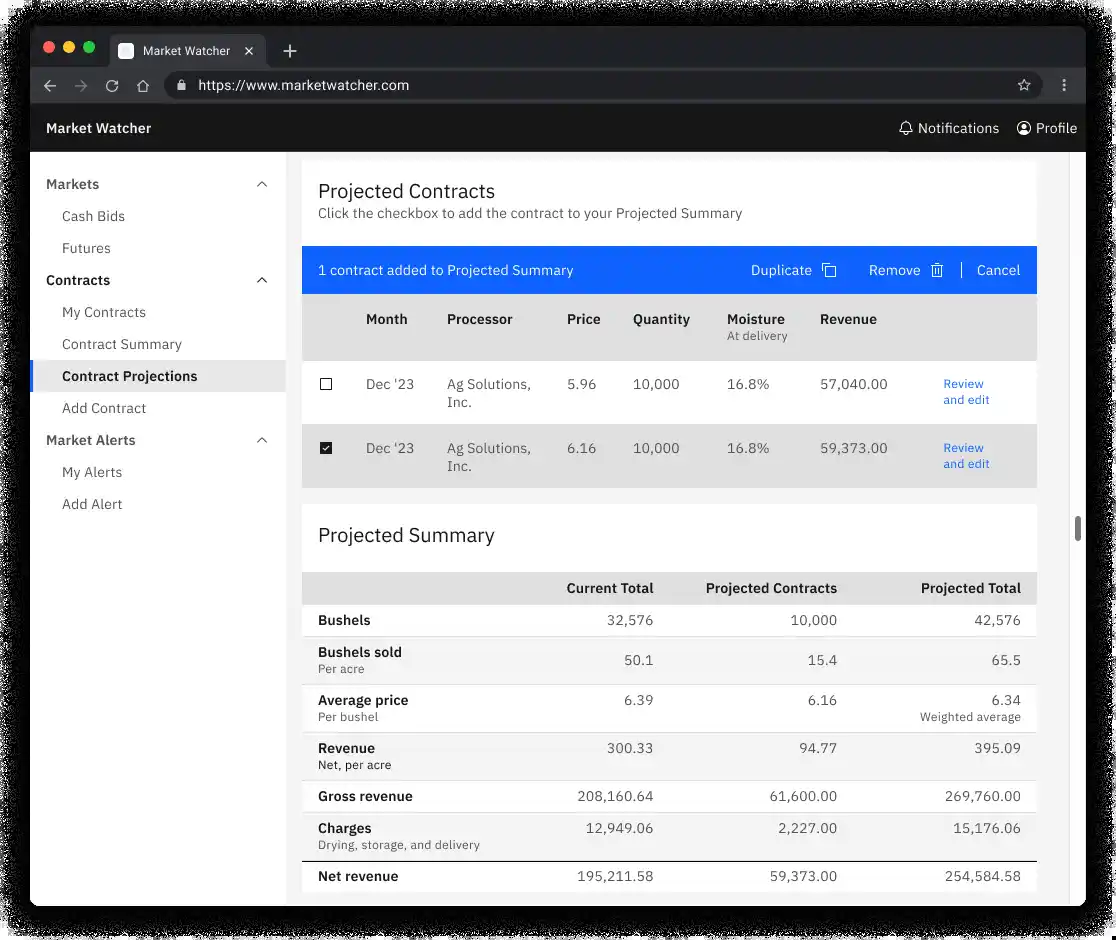 Market Watcher
https://www.marketwatcher.com
Market Watcher
Notifications
Profile
Markets
Cash Bids
Futures
Contracts
My Contracts
Contract Summary
Contract Projections
Add Contract
Market Alerts
My Alerts
Add Alert
Projected Contracts
Click the checkbox to add the contract to your Projected Summary
1 contract added to Projected Summary
Duplicate
Remove
Cancel
Month Processor Price Quantity Moisture Revenue
At delivery
Dec '23 Ag Solutions, 5.96 10,000 16.8% 57,040.00 Review
Inc. and edit
Dec '23 Ag Solutions, 6.16 10,000 16.8% 59,373.00 Review
Inc. and edit
Projected Summary
Current Total Projected Contracts Projected Total
Bushels 32,576 10,000 42,576
Bushels sold 50.1 15.4 65.5
Per acre
Average price 6.39 6.16 6.34
Per bushel Weighted average
Revenue 300.33 94.77 395.09
Net, per acre
Gross revenue 208,160.64 61,600.00 269,760.00
Charges 12,949.06 2,227.00 15,176.06
Drying, storage, and delivery
Net revenue 195,211.58 59,373.00 254,584.58